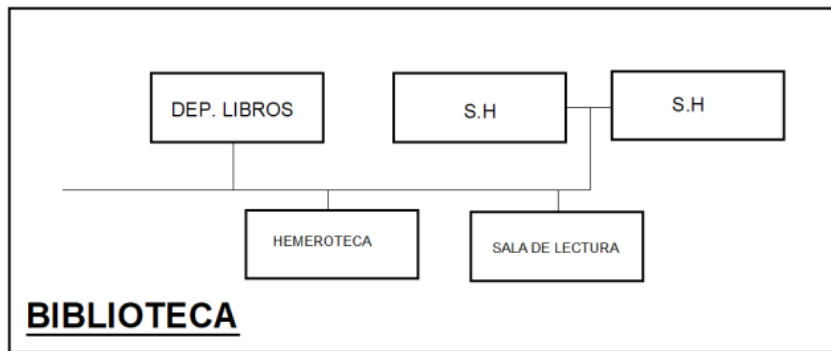 DEP. LIBROS
S.H
S.H
HEMEROTECA
SALA DE LECTURA
BIBLIOTECA